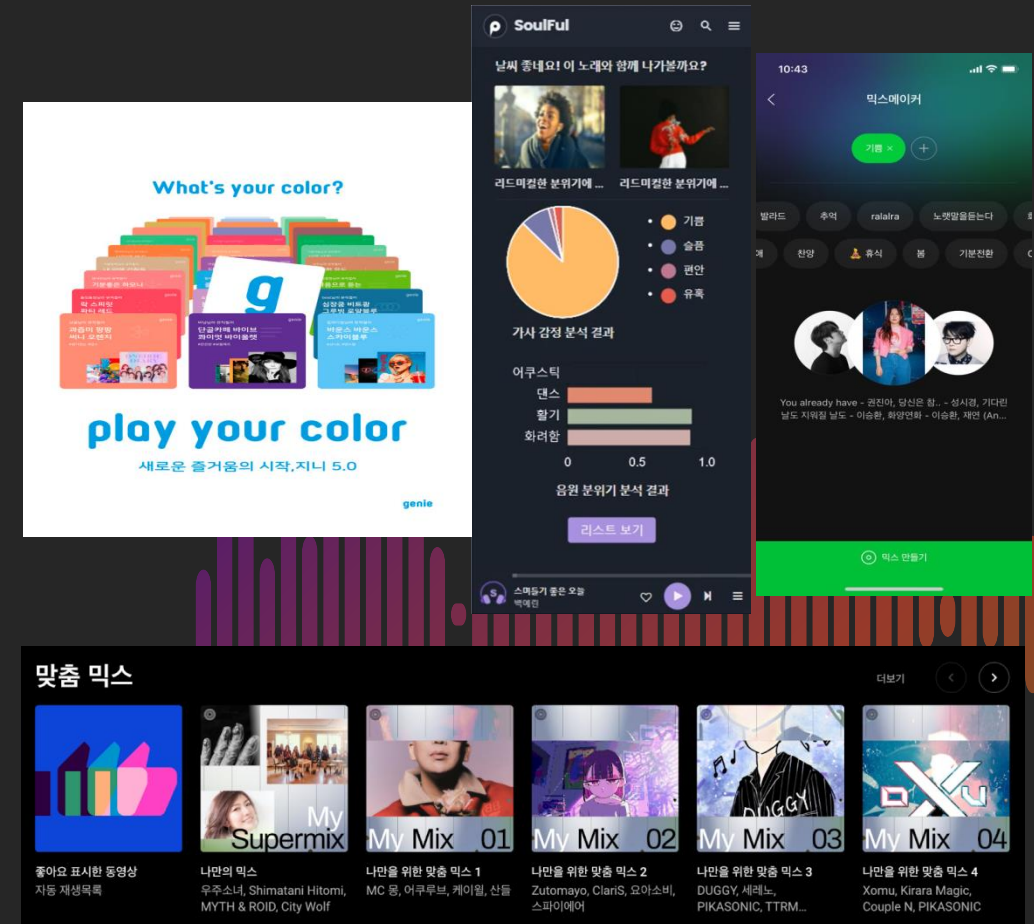 What's your color?
g
genie
단골카페 바이브
와이앗 바이올렛
바운스 바운스
스카이블루
play your color
새로운 즐거움의 시작,지니 5.0
genie
SoulFul
날씨 좋네요! 이 노래와 함께 나가볼까요?
리드미컬한 분위기에 ...
리드미컬한 분위기에 ...
기쁨
슬픔
편안
유혹
가사 감정 분석 결과
어쿠스틱
댄스
활기
화려함
0 0.5 1.0
음원 분위기 분석 결과
리스트 보기
스며들기 좋은 오늘
백예린
10:43
믹스메이커
기쁨 ×
발라드 추억 ralalra 노랫말을듣는다
찬양 휴식 봄 기분전환
You already have - 권진아, 당신은 참.. - 성시경, 기다린
날도 지워질 날도 - 이승환, 화양연화 - 이승환, 재연 (An...
믹스 만들기
맞춤 믹스
더보기
My
Supermix
My Mix 01
My Mix 02
DUGGY
My Mix 03
My Mix 04
좋아요 표시한 동영상
자동 재생목록
나만의 믹스
우주소녀, Shimatani Hitomi,
MYTH & ROID, City Wolf
나만을 위한 맞춤 믹스 1
MC 몽, 어쿠루브, 케이윌, 산들
나만을 위한 맞춤 믹스 2
Zutomayo, ClariS, 요아소비,
스파이에어
나만을 위한 맞춤 믹스 3
DUGGY, 세레노,
PIKASONIC, TTRM...
나만을 위한 맞춤 믹스 4
Xomu, Kirara Magic,
Couple N, PIKASONIC